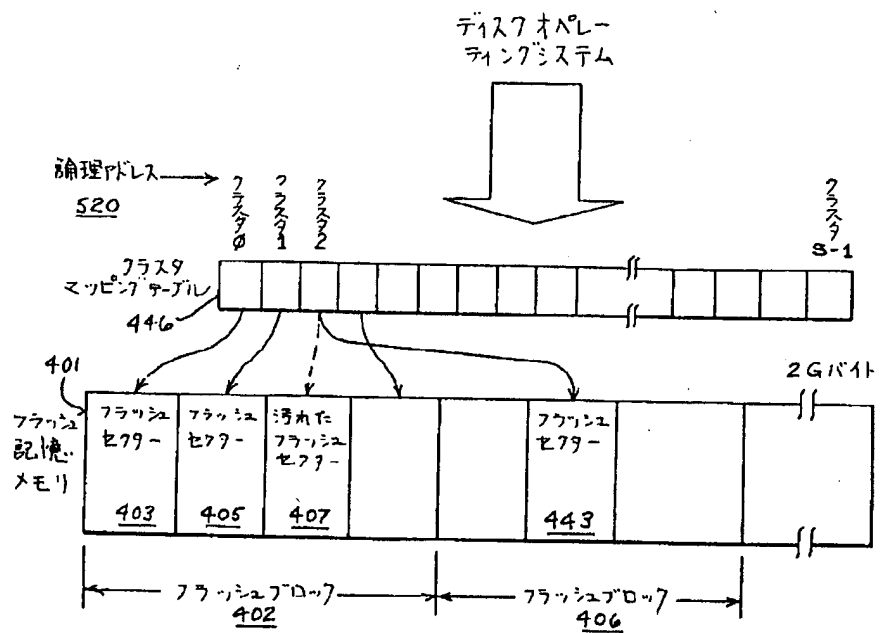 ディスクオペレー
ティングシステム
論理アドレス
520
クラスタ0
クラスタ1
クラスタ2
クラスタS-1
クラスタ
マッピングテーブル
446
401
2Gバイト
フラッシュ
記憶
メモリ
フラッシュ
セクター
403
フラッシュ
セクター
405
汚れた
フラッシュ
セクター
407
フラッシュ
セクター
443
フラッシュブロック
402
フラッシュブロック
406